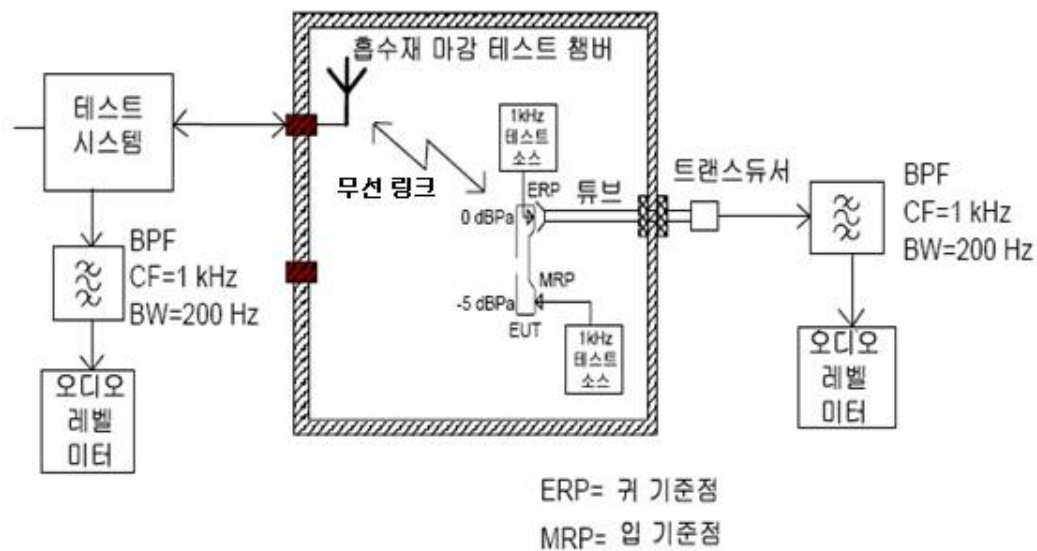 흡수재 마감 테스트 챔버
테스트
시스템
무선 링크
1kHz
테스트
소스
ERP
튜브
0 dBPa
트랜스듀서
BPF
CF=1 kHz
BW=200 Hz
MRP
-5 dBPa
EUT
1kHz
테스트
소스
BPF
CF=1 kHz
BW=200 Hz
오디오
레벨
미터
오디오
레벨
미터
ERP= 귀 기준점
MRP= 입 기준점